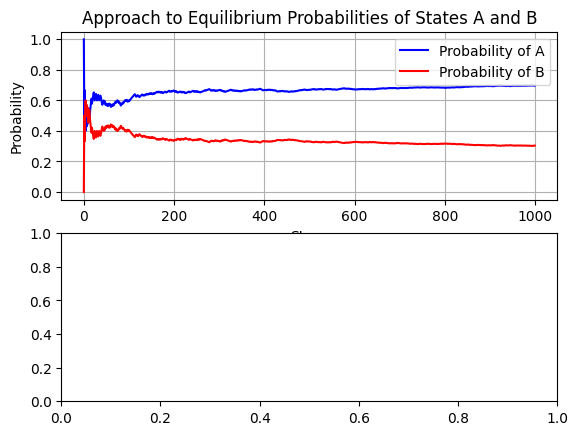 Approach to Equilibrium Probabilities of States A and B
1.0
0.8
0.6
0.4
0.2
0.0
Probability
Probability of A
Probability of B
0 200 400 600 800 1000
1.0
0.8
0.6
0.4
0.2
0.0
0.0 0.2 0.4 0.6 0.8 1.0